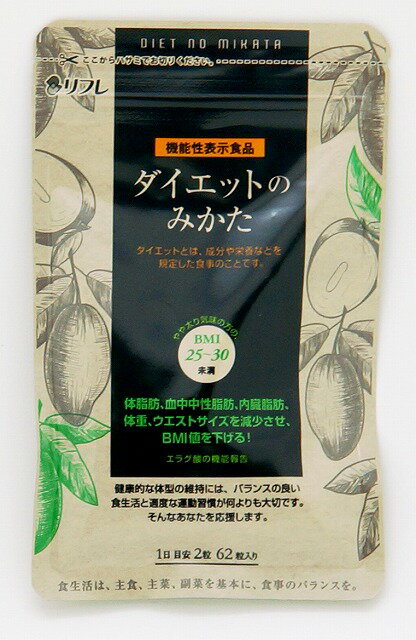 DIET NO MIKATA
ここからハサミでお切りください。
リフレ
機能性表示食品
ダイエットの
みかた
ダイエットとは、成分や栄養などを
規定した食事のことです。
やや太り気味の方の、
BMI
25~30
未満
体脂肪、血中中性脂肪、内臓脂肪、
体重、ウエストサイズを減少させ、
BMI値を下げる!
エラグ酸の機能報告
健康的な体型の維持には、バランスの良い
食生活と適度な運動習慣が何よりも大切です。
そんなあなたを応援します。
1日目安2粒 62粒入り
食生活は、主食、主菜、副菜を基本に、食事のバランスを。